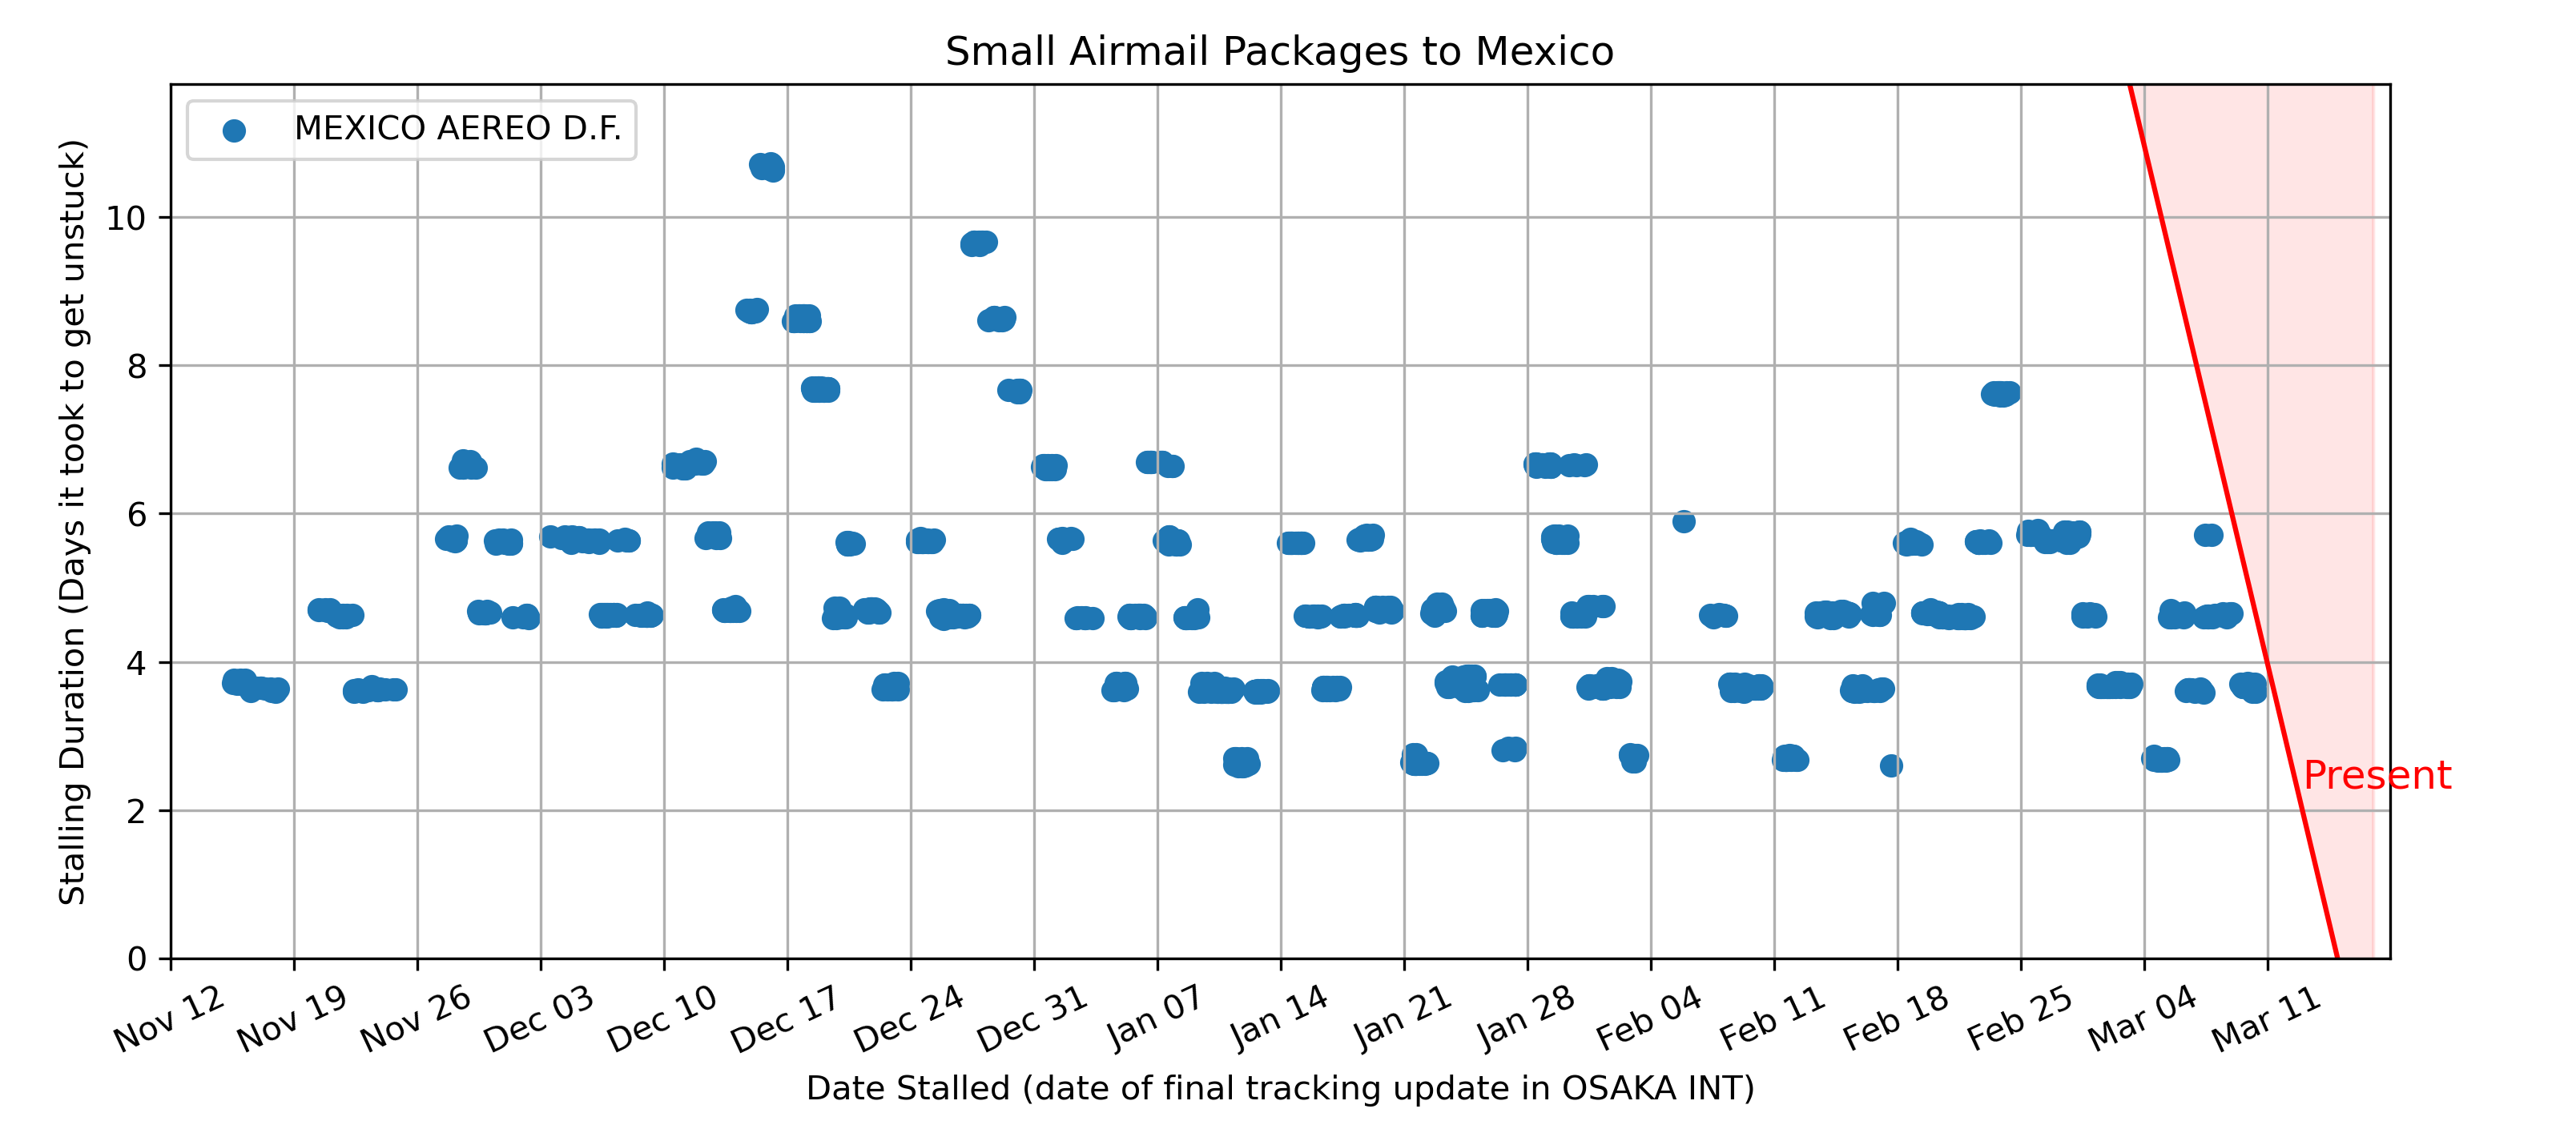 Small Airmail Packages to Mexico
MEXICO AEREO D.F.
Stalling Duration (Days it took to get unstuck)
10
8
6
4
2
0
Present
Nov 12
Nov 19
Nov 26
Dec 03
Dec 10
Dec 17
Dec 24
Dec 31
Jan 07
Jan 14
Jan 21
Jan 28
Feb 04
Feb 11
Feb 18
Feb 25
Mar 04
Mar 11
Date Stalled (date of final tracking update in OSAKA INT)